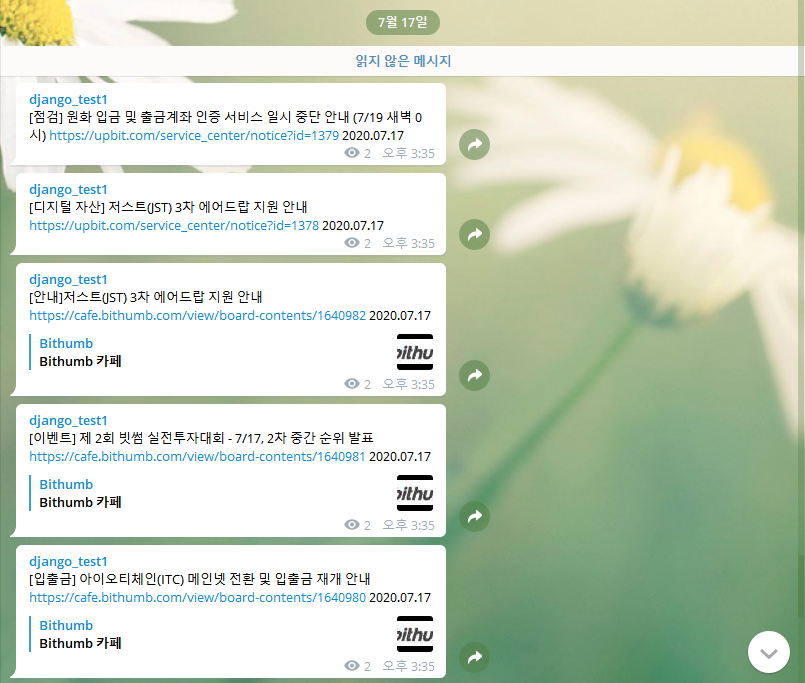 7월 17일
읽지 않은 메시지
django_test1
[점검] 원화 입금 및 출금계좌 인증 서비스 일시 중단 안내 (7/19 새벽 0
시) https://upbit.com/service_center/notice?id=1379 2020.07.17
2 오후 3:35
django_test1
[디지털 자산] 저스트(JST) 3차 에어드랍 지원 안내
https://upbit.com/service_center/notice?id=1378 2020.07.17
2 오후 3:35
django_test1
[안내]저스트(JST) 3차 에어드랍 지원 안내
https://cafe.bithumb.com/view/board-contents/1640982 2020.07.17
Bithumb
Bithumb 카페
bithu
2 오후 3:35
django_test1
[이벤트] 제 2회 빗썸 실전투자대회 - 7/17, 2차 중간 순위 발표
https://cafe.bithumb.com/view/board-contents/1640981 2020.07.17
Bithumb
Bithumb 카페
bithu
2 오후 3:35
django_test1
[입출금] 아이오티체인(ITC) 메인넷 전환 및 입출금 재개 안내
https://cafe.bithumb.com/view/board-contents/1640980 2020.07.17
Bithumb
Bithumb 카페
bithu
2 오후 3:35